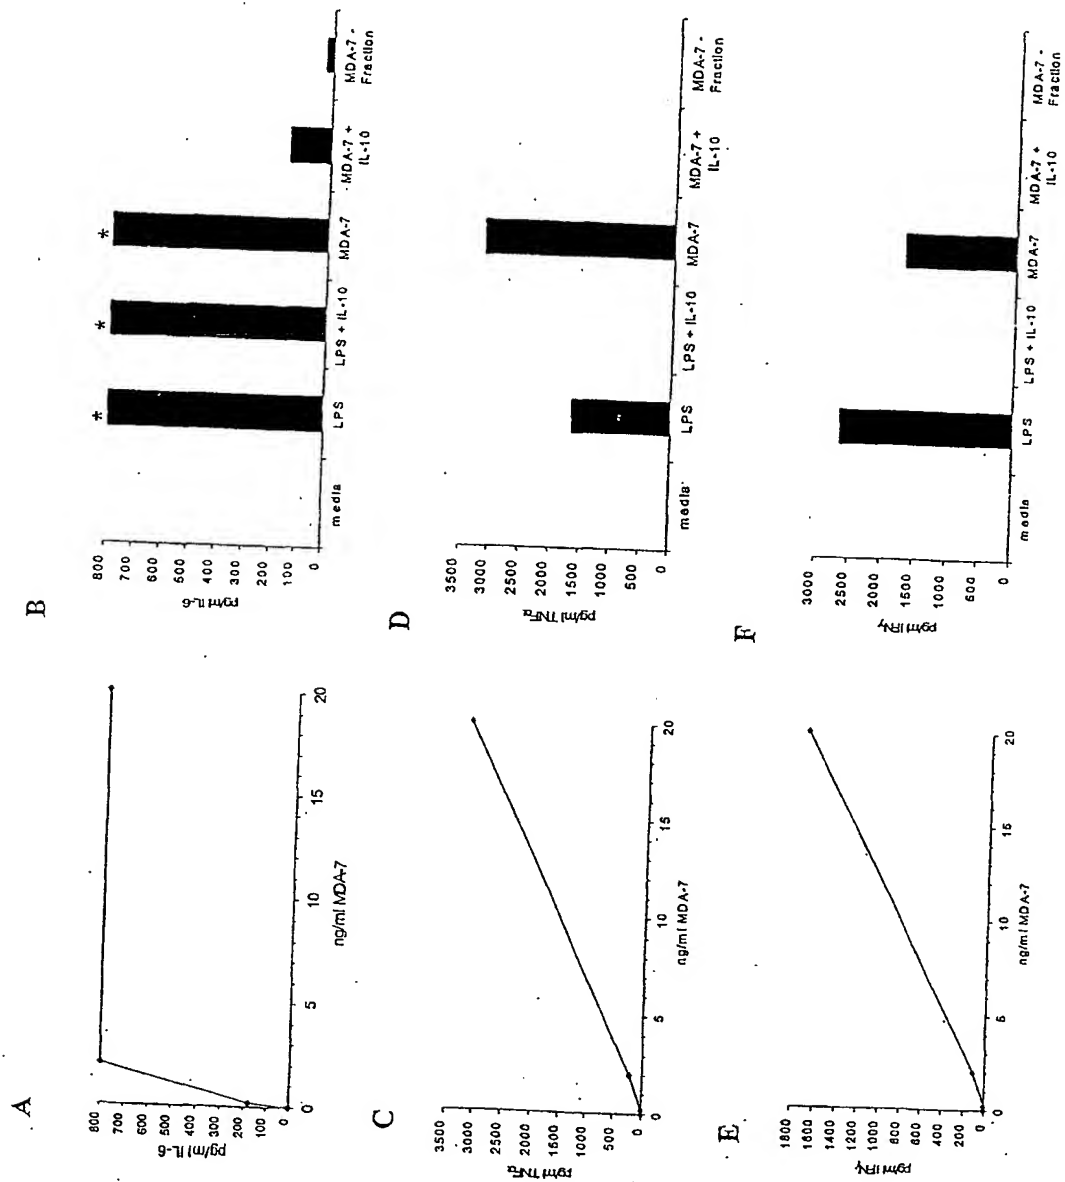 A
800
700
600
500
400
300
200
100
0
pg/ml IL-6
0
5
10
15
20
ng/ml MDA-7
B
800
700
600
500
400
300
200
100
0
pg/ml IL-6
* * *
media
LPS
LPS + IL-10
MDA-7
MDA-7 +
IL-10
MDA-7 -
Fraction
C
3500
3000
2500
2000
1500
1000
500
0
pg/ml TNFα
0
5
10
15
20
ng/ml MDA-7
D
3500
3000
2500
2000
1500
1000
500
0
pg/ml TNFα
media
LPS
LPS + IL-10
MDA-7
MDA-7 +
IL-10
MDA-7 -
Fraction
E
1800
1600
1400
1200
1000
800
600
400
200
0
pg/ml IFNγ
0
5
10
15
20
ng/ml MDA-7
F
3000
2500
2000
1500
1000
500
0
pg/ml IFNγ
media
LPS
LPS + IL-10
MDA-7
MDA-7 +
IL-10
MDA-7 -
Fraction